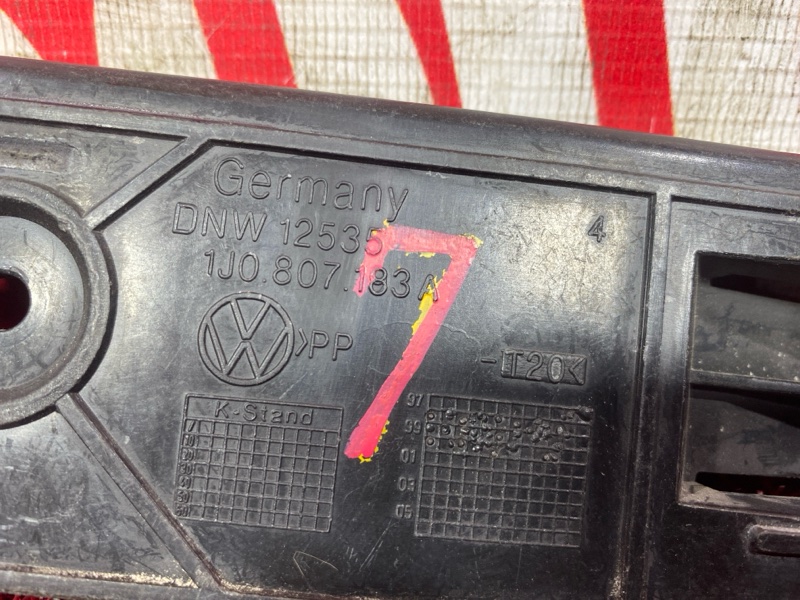 Germany
DNW 12535
4
1J0.807.183A
7
>PP
-T20<
K-Stand
97
99
01
03
05